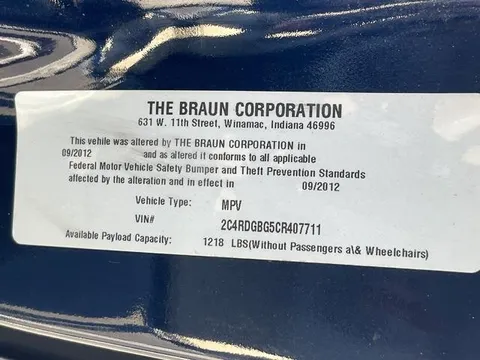 THE BRAUN CORPORATION
631 W. 11th Street, Winamac, Indiana 46996
This vehile was altered by THE BRAUN CORPORATION in
09/2012 and as altered it conforms to all applicable
Federal Motor Vehicle Safety Bumper and Theft Prevention Standards
affected by the alteration and in effect in 09/2012
Vehicle Type: MPV
VIN# 2C4RDGBG5CR407711
Available Payload Capacity: 1218 LBS(Without Passengers a\& Wheelchairs)